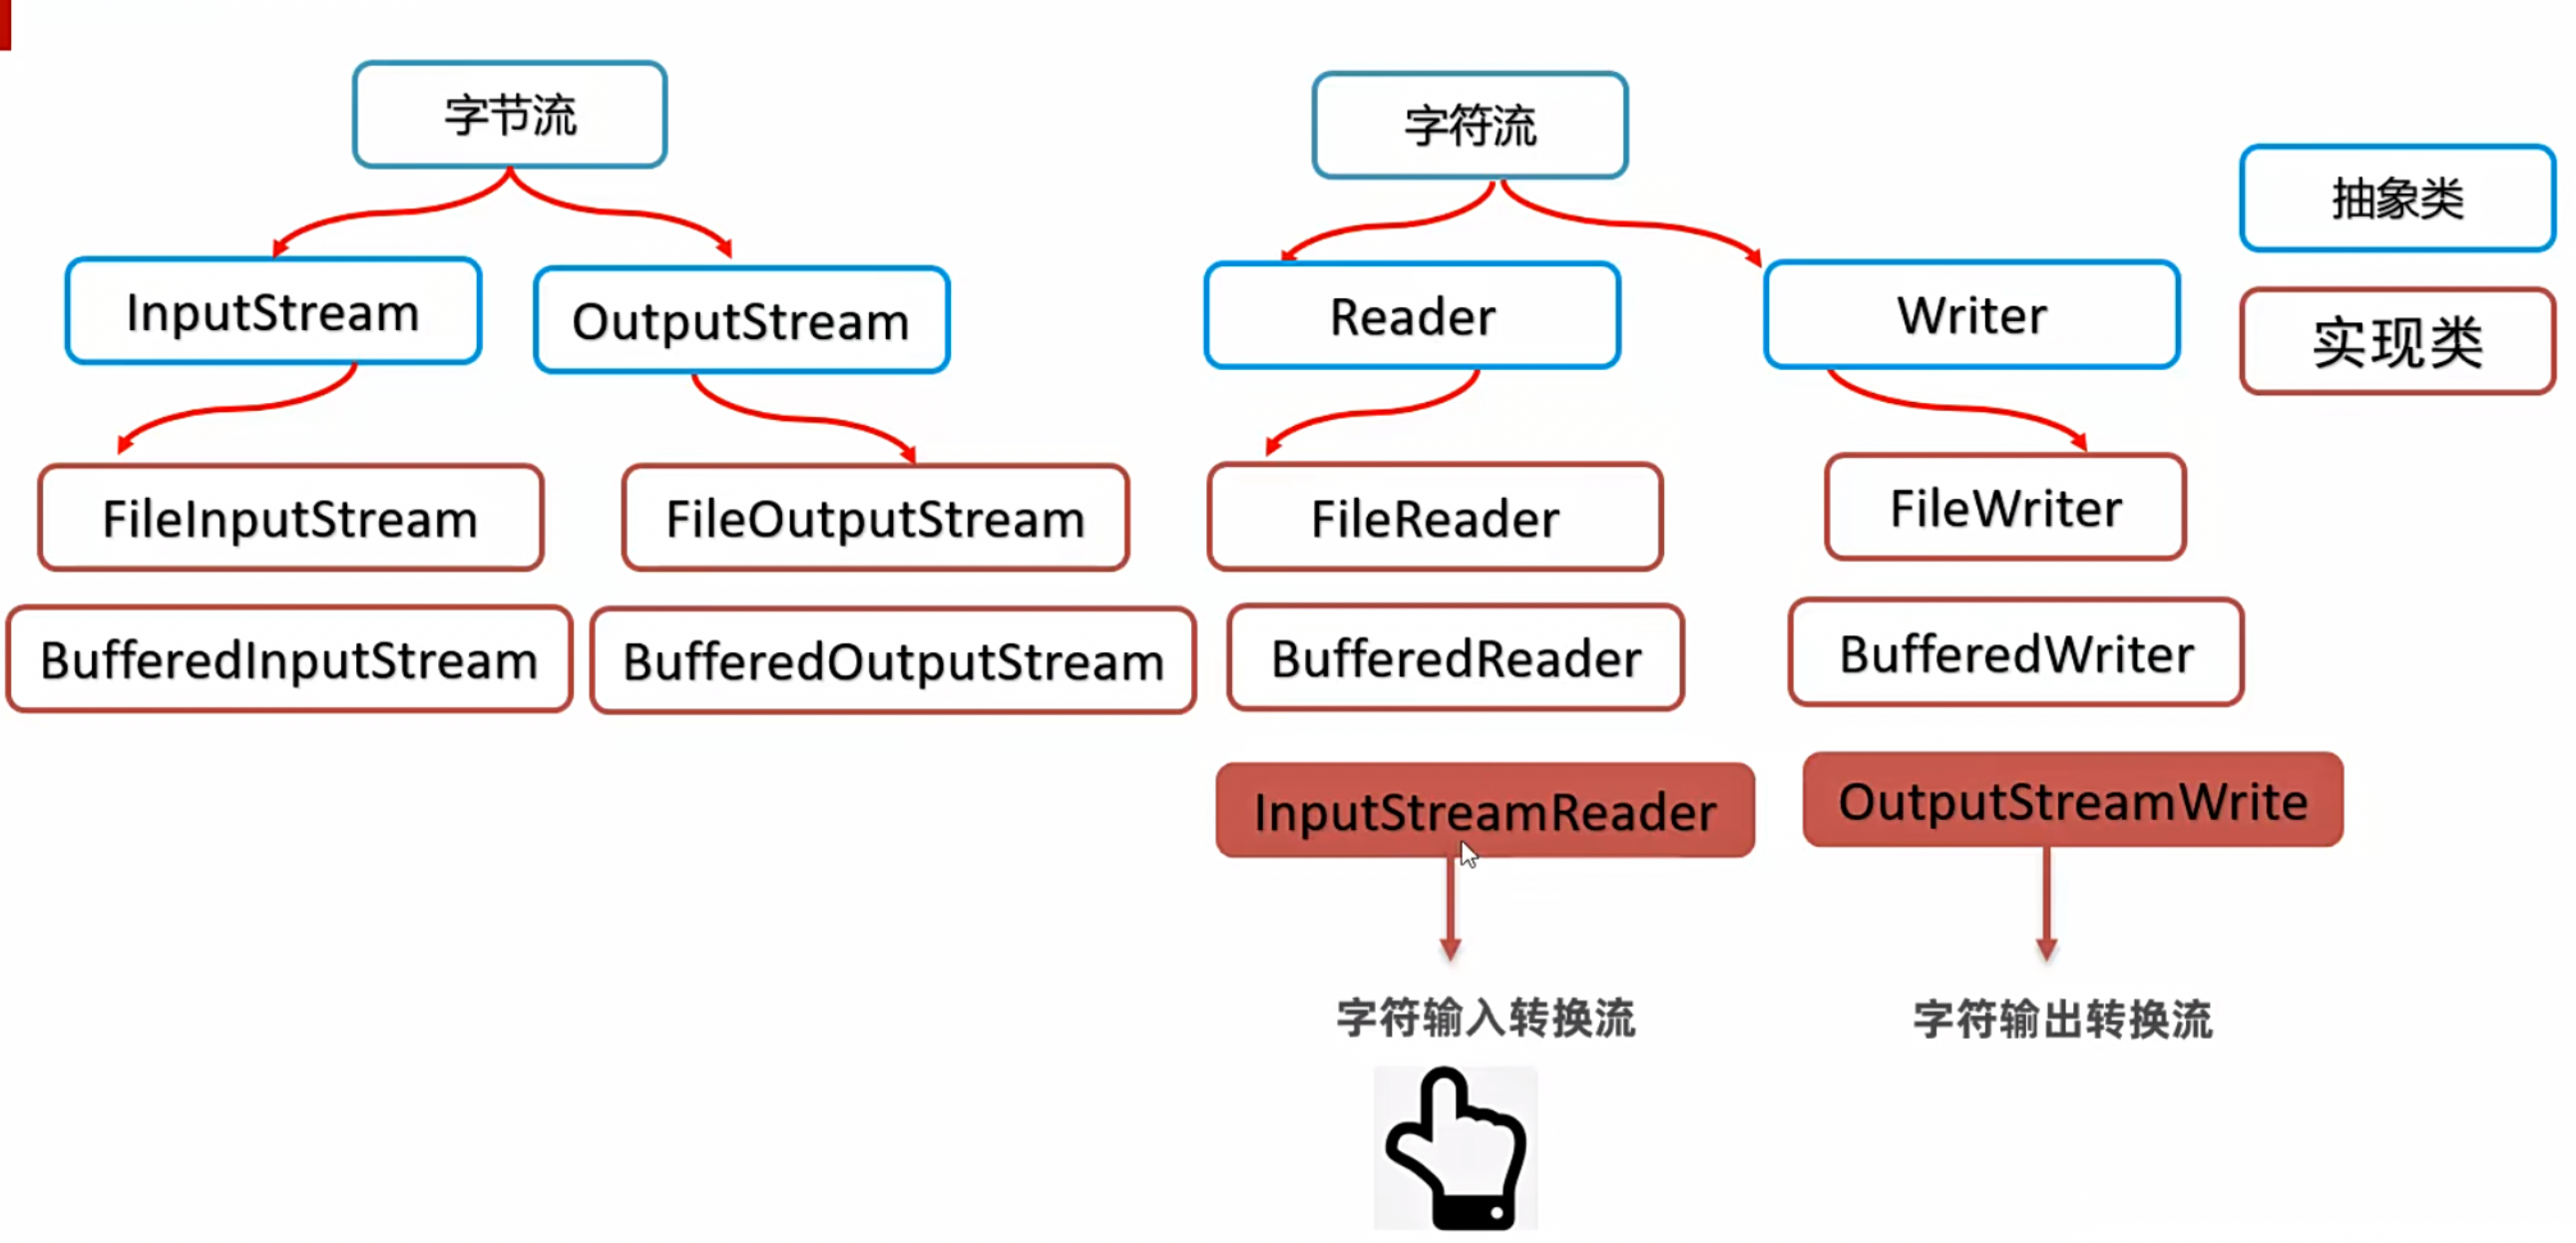 字节流
字符流
抽象类
InputStream
OutputStream
Reader
Writer
实现类
FileInputStream
FileOutputStream
FileReader
FileWriter
BufferedInputStream
BufferedOutputStream
BufferedReader
BufferedWriter
InputStreamReader
OutputStreamWrite
字符输入转换流
字符输出转换流